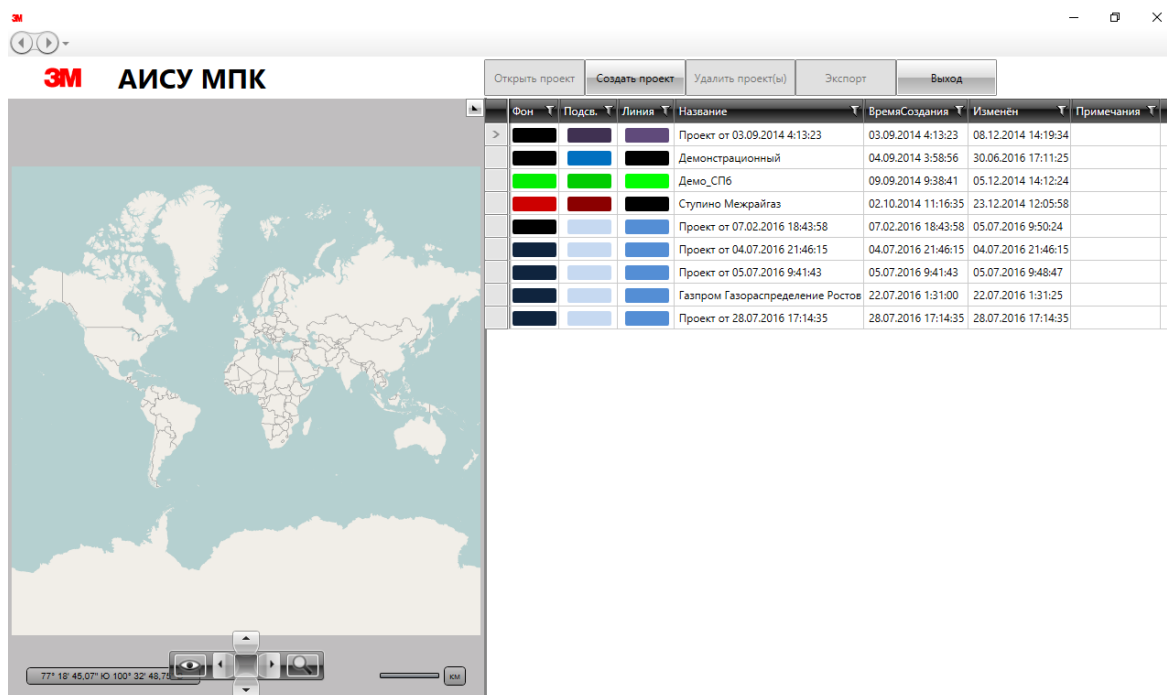 3M
3M АИСУ МПК
Открыть проект Создать проект Удалить проект(ы) Экспорт Выход
Фон Подсв. Линия Название ВремяСоздания Изменён Примечания
Проект от 03.09.2014 4:13:23 03.09.2014 4:13:23 08.12.2014 14:19:34
Демонстрационный 04.09.2014 3:58:56 30.06.2016 17:11:25
Демо_СПб 09.09.2014 9:38:41 05.12.2014 14:12:24
Ступино Межрайгаз 02.10.2014 11:16:35 23.12.2014 12:05:58
Проект от 07.02.2016 18:43:58 07.02.2016 18:43:58 05.07.2016 9:50:24
Проект от 04.07.2016 21:46:15 04.07.2016 21:46:15 04.07.2016 21:46:15
Проект от 05.07.2016 9:41:43 05.07.2016 9:41:43 05.07.2016 9:48:47
Газпром Газораспределение Ростов 22.07.2016 1:31:00 22.07.2016 1:31:25
Проект от 28.07.2016 17:14:35 28.07.2016 17:14:35 28.07.2016 17:14:35
77° 18' 45,07" Ю 100° 32' 48,75 км